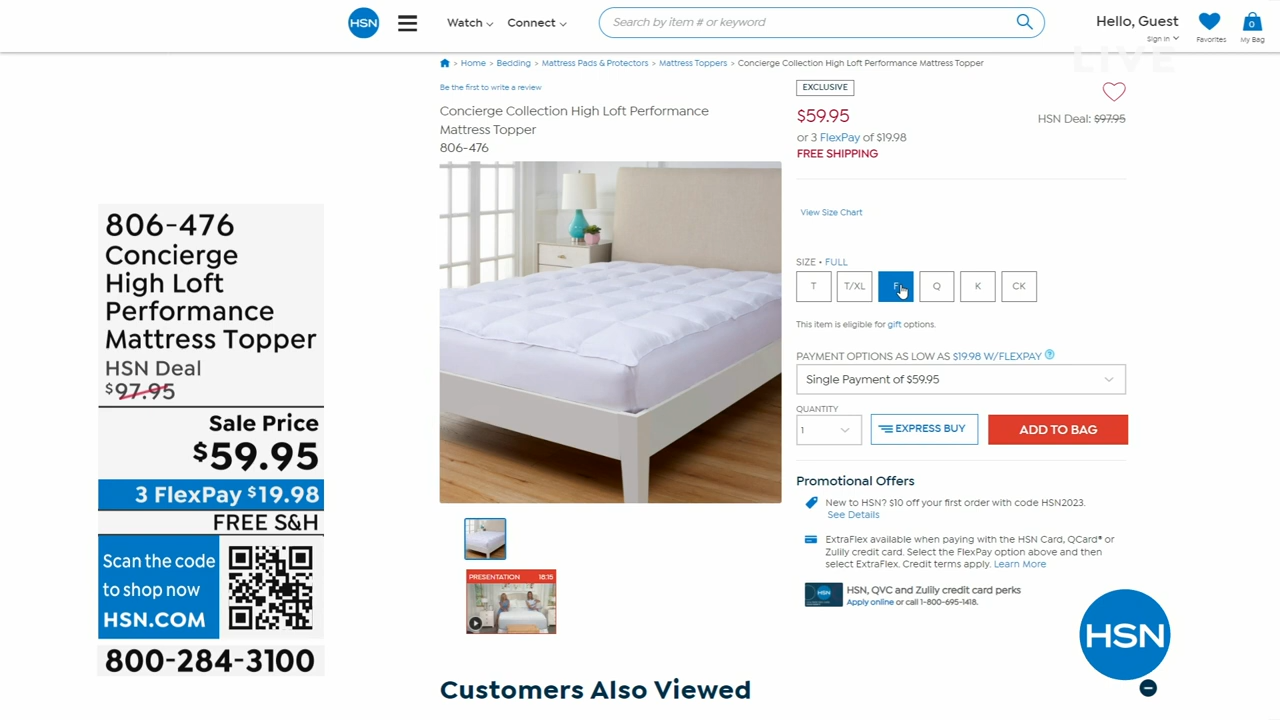 HSN
Watch
Connect
Search by item # or keyword
Hello, Guest
Sign In
Favorites
0
My Bag
LIVE
> Home > Bedding > Mattress Pads & Protectors > Mattress Toppers > Concierge Collection High Loft Performance Mattress Topper
Be the first to write a review
Concierge Collection High Loft Performance
Mattress Topper
806-476
EXCLUSIVE
$59.95
HSN Deal: $97.95
or 3 FlexPay of $19.98
FREE SHIPPING
View Size Chart
SIZE • FULL
T T/XL F Q K CK
This item is eligible for gift options.
PAYMENT OPTIONS AS LOW AS $19.98 W/FLEXPAY ?
Single Payment of $59.95
QUANTITY
1
EXPRESS BUY
ADD TO BAG
Promotional Offers
New to HSN? $10 off your first order with code HSN2023.
See Details
ExtraFlex available when paying with the HSN Card, QCard® or
Zulily credit card. Select the FlexPay option above and then
select ExtraFlex. Credit terms apply. Learn More
HSN
HSN, QVC and Zulily credit card perks
Apply online or call 1-800-695-1418.
PRESENTATION 18:15
Customers Also Viewed
806-476
Concierge
High Loft
Performance
Mattress Topper
HSN Deal
$97.95
Sale Price
$59.95
3 FlexPay $19.98
FREE S&H
Scan the code
to shop now
HSN.COM
800-284-3100
HSN